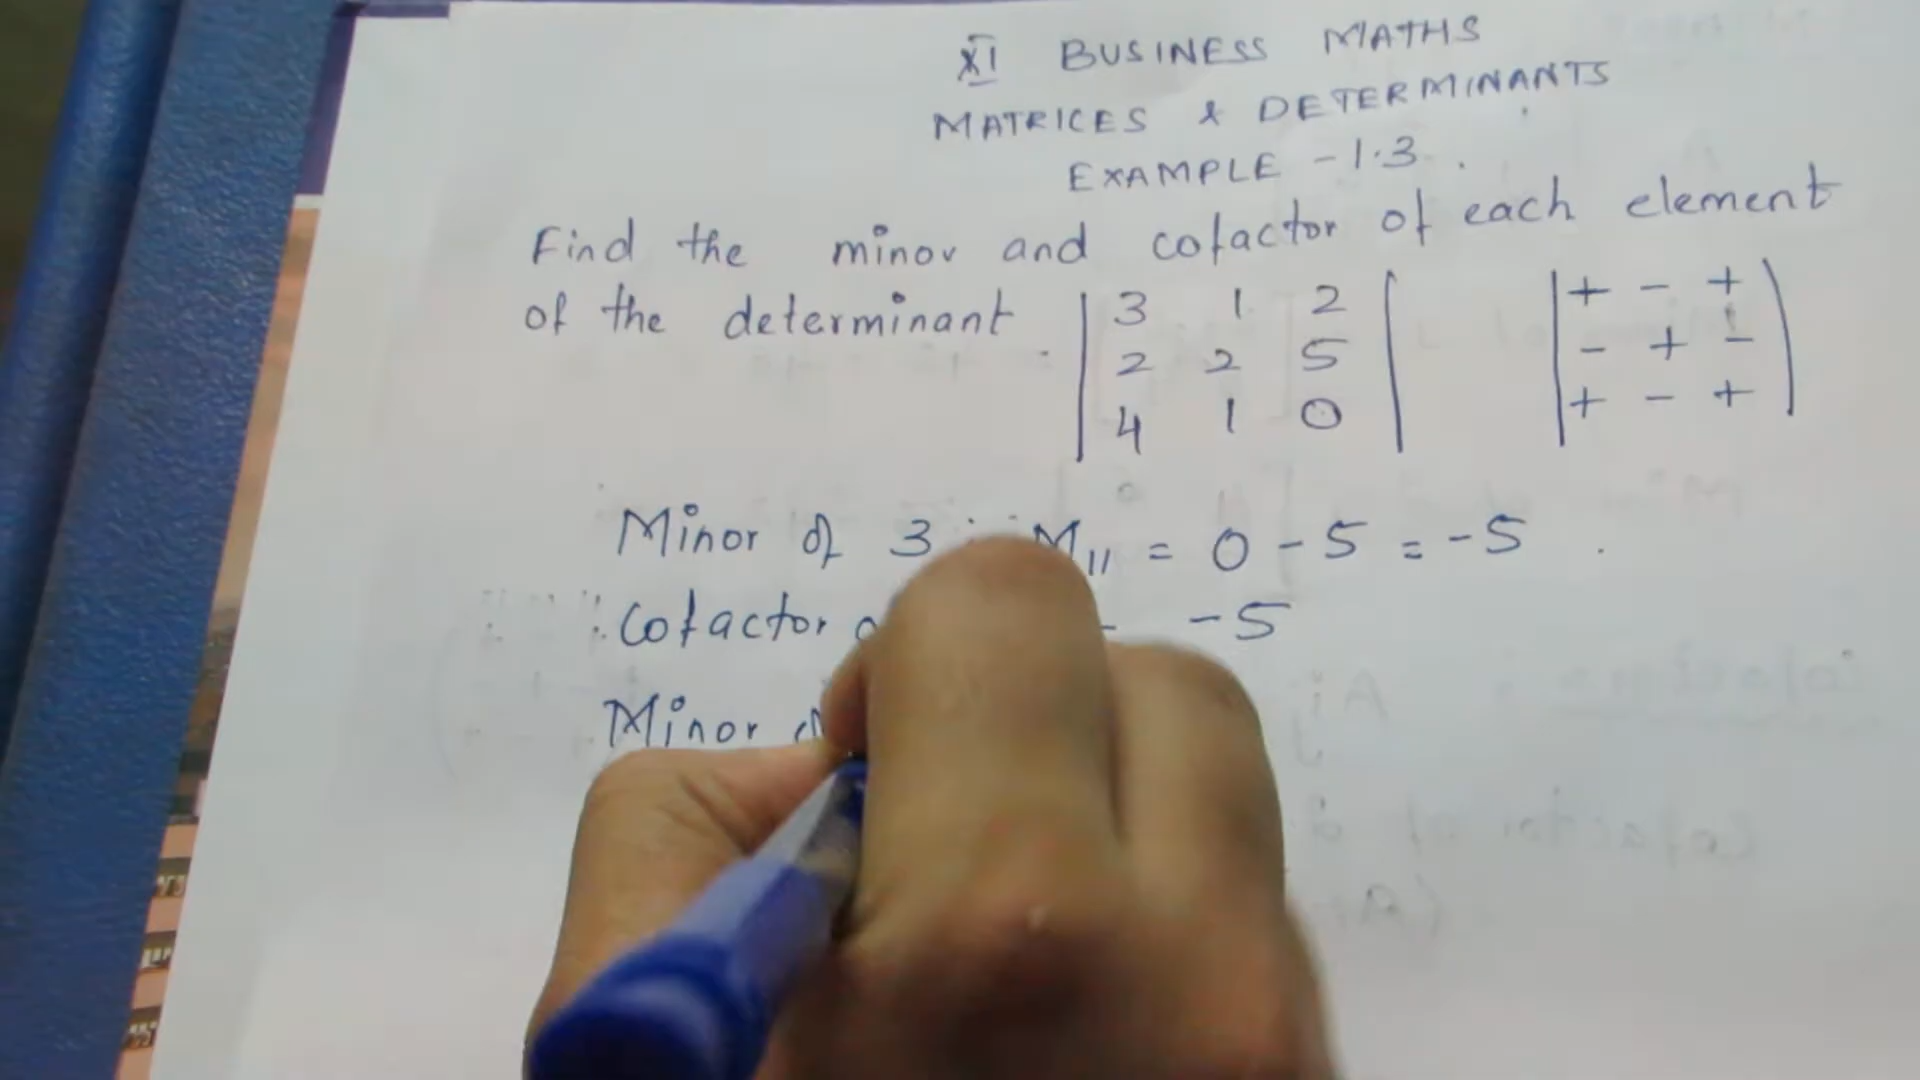 XI BUSINESS MATHS
MATRICES & DETERMINANTS
EXAMPLE - 1.3.
Find the minor and cofactor of each element
of the determinant | 3 1 2 | | + - + |
| 2 2 5 | | - + - |
| 4 1 0 | | + - + |
Minor of 3 : M11 = 0 - 5 = -5
Cofactor - 5
Minor